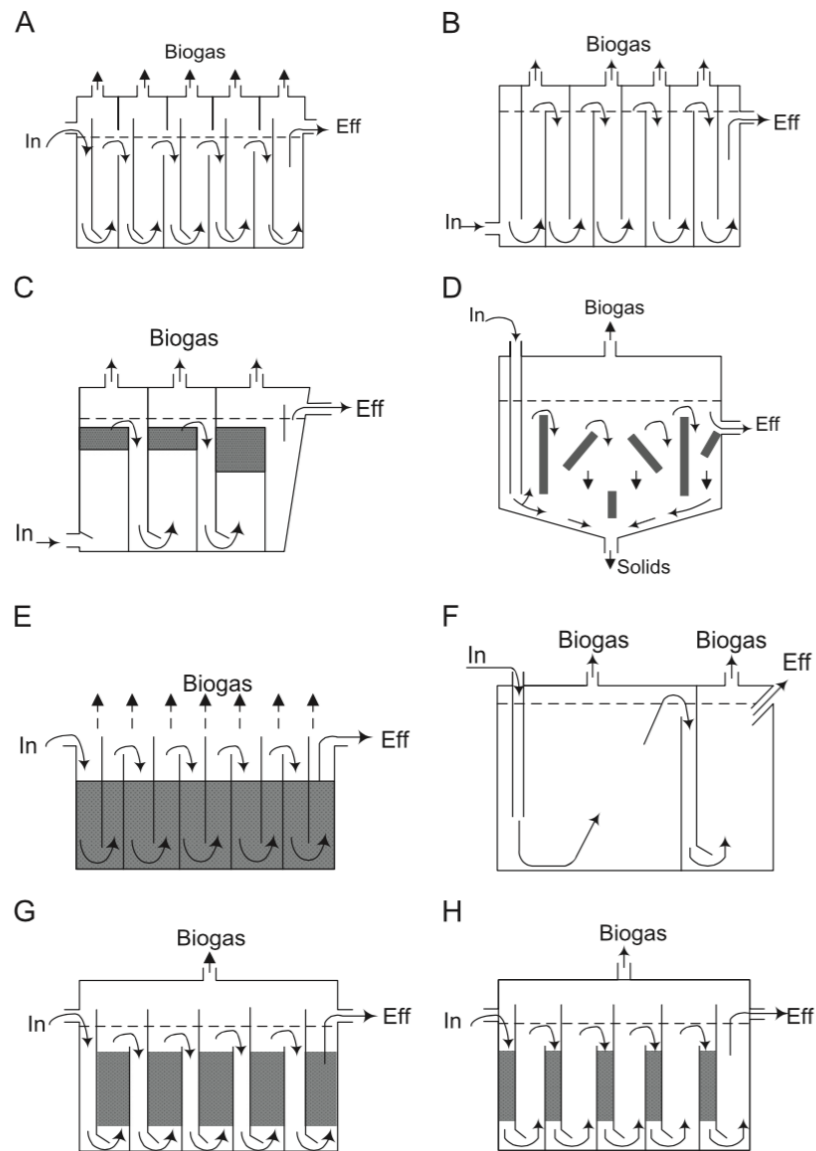 A
Biogas
In
Eff
B
Biogas
Eff
In
C
Biogas
Eff
In
D
In
Biogas
Eff
Solids
E
Biogas
In
Eff
F
In
Biogas
Biogas
Eff
G
Biogas
In
Eff
H
Biogas
In
Eff